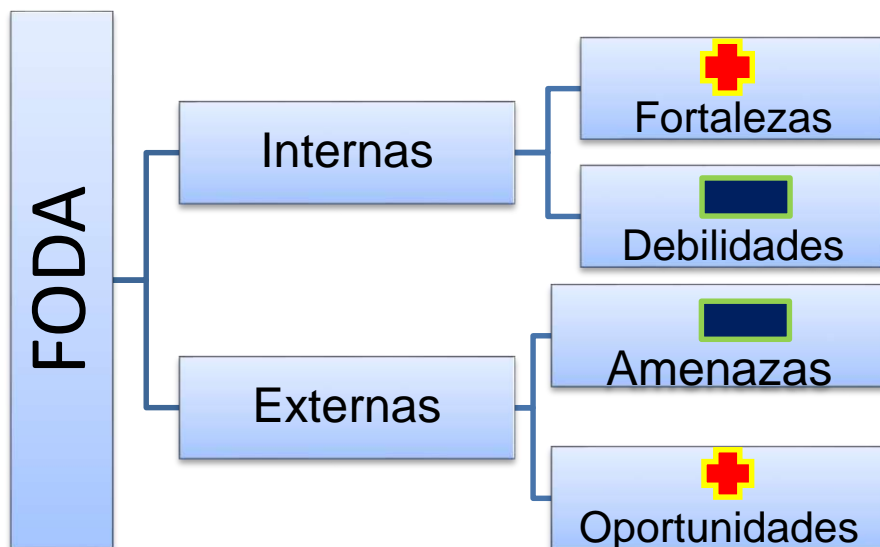 FODA
Internas
Fortalezas
Debilidades
Externas
Amenazas
Oportunidades